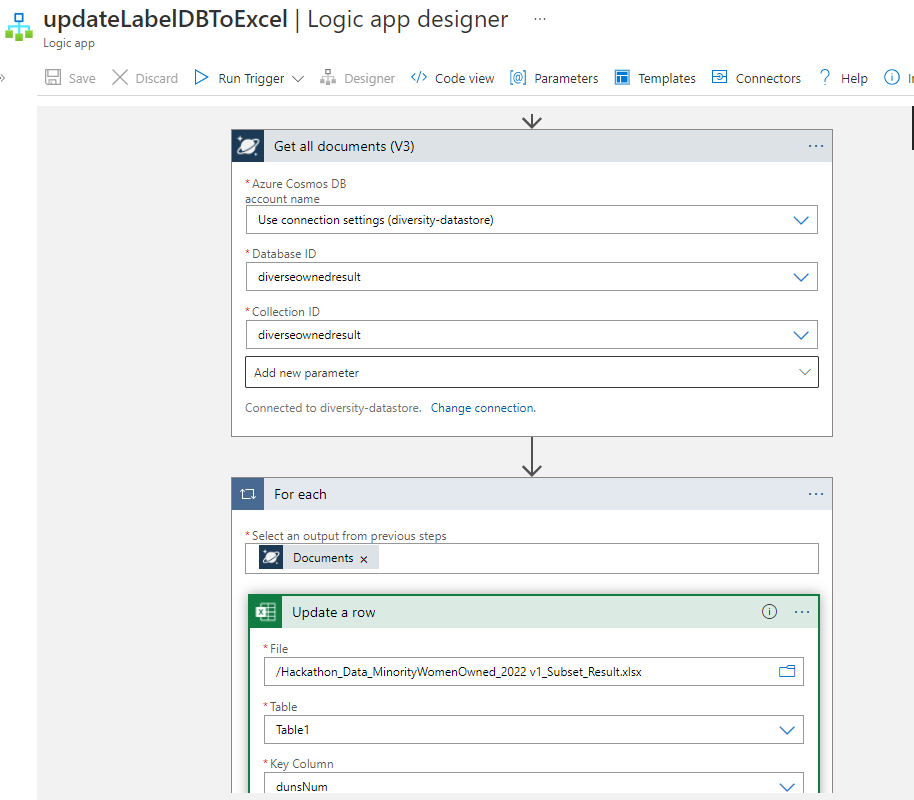 updateLabelDBToExcel | Logic app designer ...
Logic app
Save Discard Run Trigger Designer Code view Parameters Templates Connectors Help
Get all documents (V3)
* Azure Cosmos DB
account name
Use connection settings (diversity-datastore)
* Database ID
diverseownedresult
* Collection ID
diverseownedresult
Add new parameter
Connected to diversity-datastore. Change connection.
For each
* Select an output from previous steps
Documents
* File
Update a row
/Hackathon_Data_MinorityWomenOwned_2022 v1_Subset_Result.xlsx
* Table
Table1
* Key Column
dunsNum